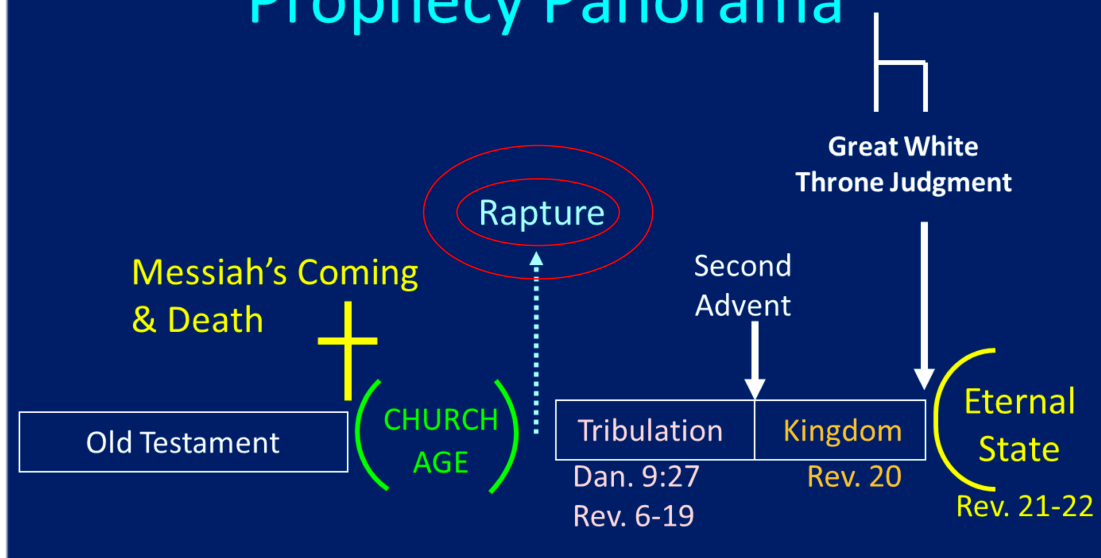 Prophecy Panorama
Great White
Throne Judgment
Rapture
Second
Advent
Messiah's Coming
& Death
Old Testament
CHURCH
AGE
Tribulation
Kingdom
Eternal
State
Dan. 9:27
Rev. 6-19
Rev. 20
Rev. 21-22